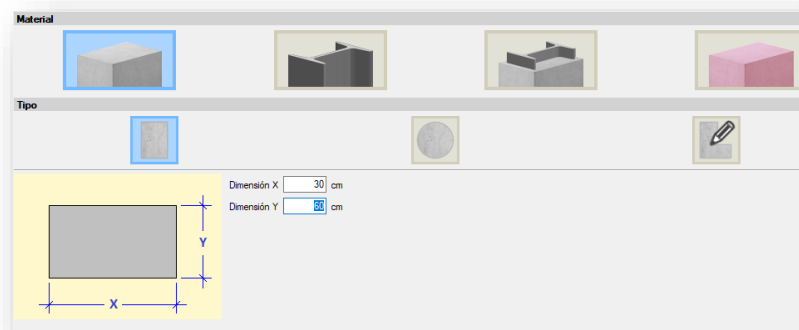 Material
Tipo
Dimensión X 30 cm
Dimensión Y 60 cm
Y
X